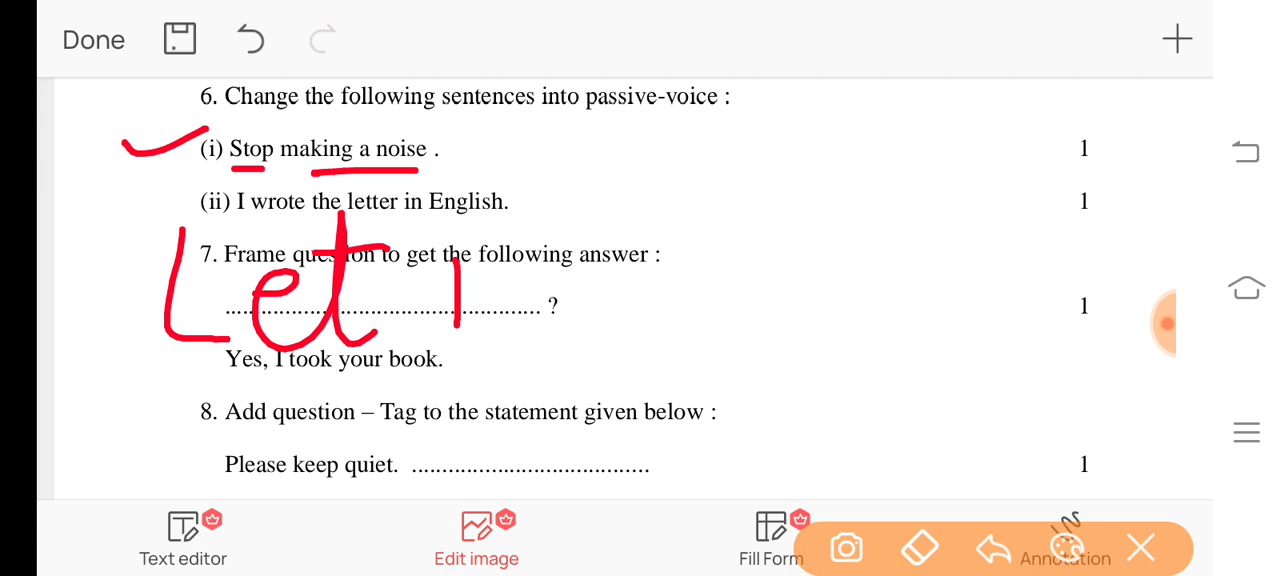 Done
6. Change the following sentences into passive-voice :
(i) Stop making a noise . 1
(ii) I wrote the letter in English. 1
7. Frame question to get the following answer :
Let
.................................................... ? 1
Yes, I took your book.
8. Add question – Tag to the statement given below :
Please keep quiet. ....................................... 1
Text editor Edit image Fill Form Annotation